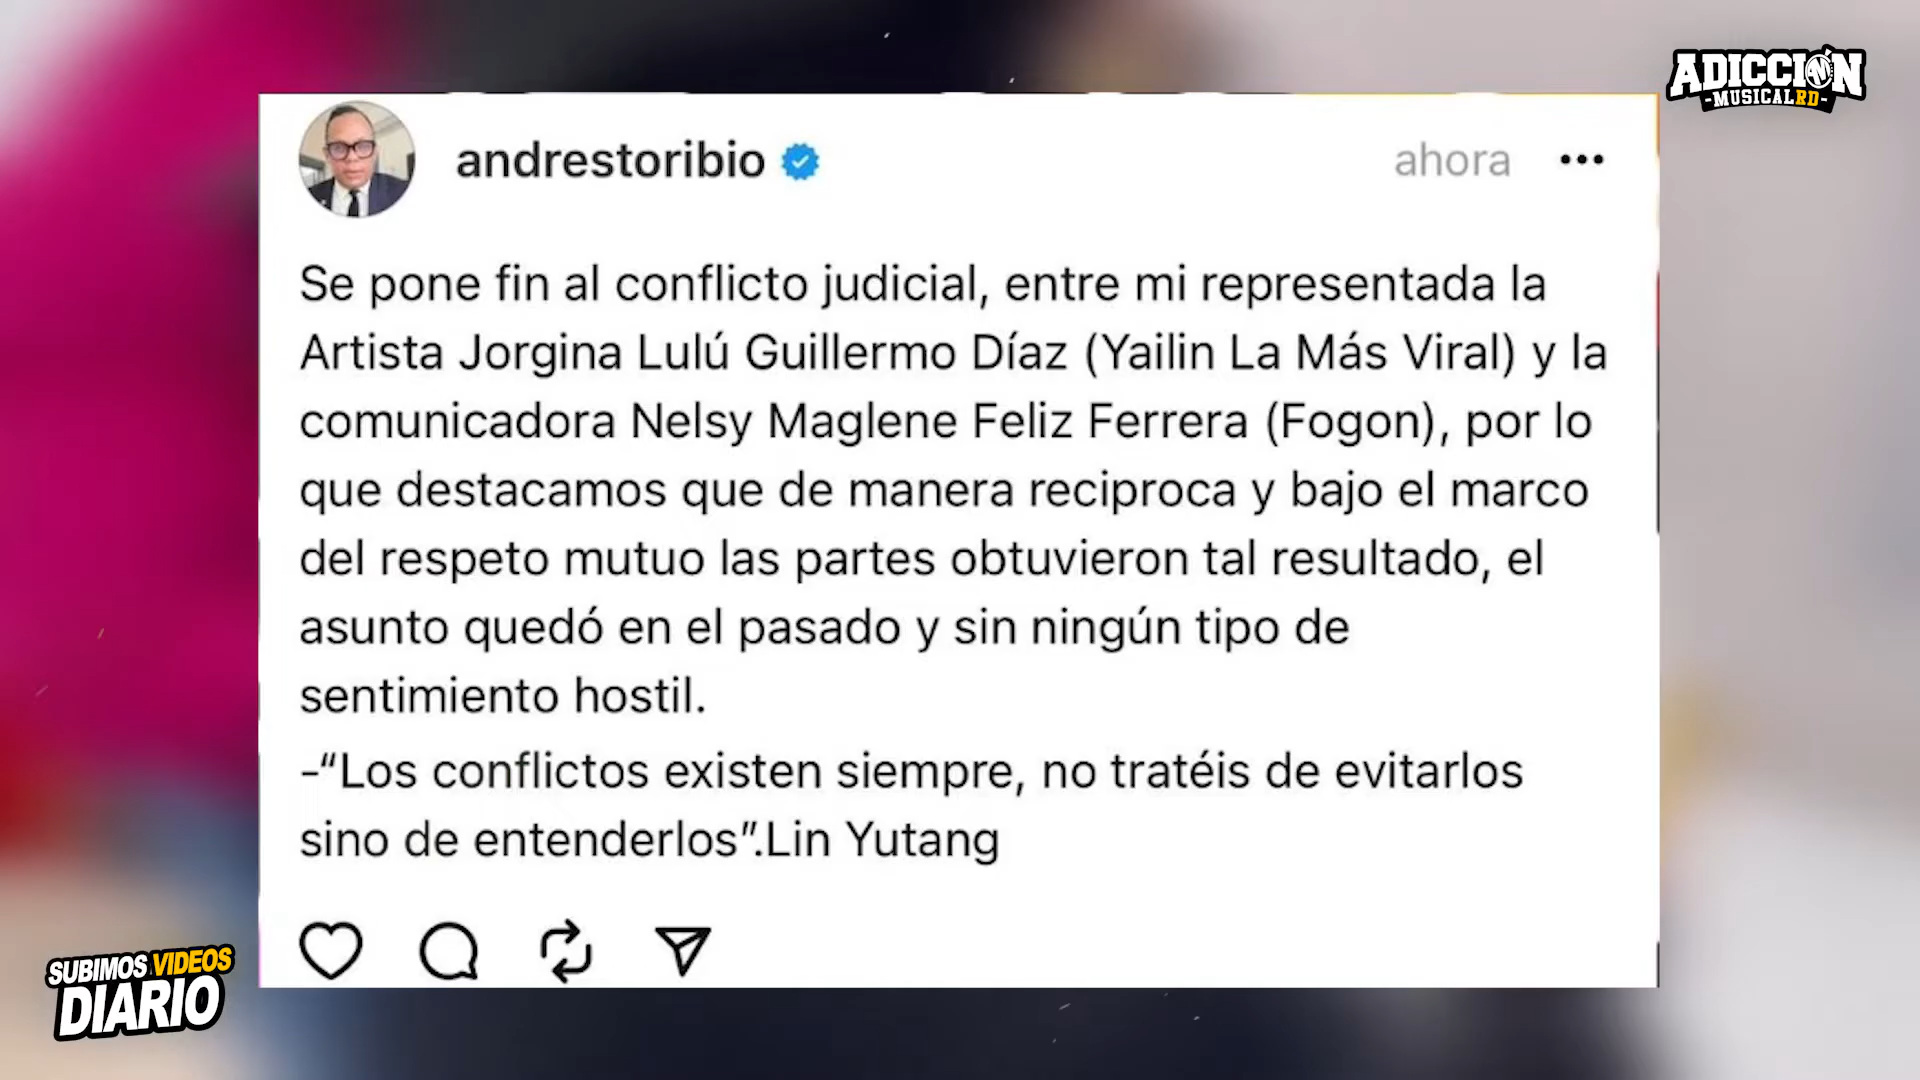 ADICCIÓN
-MUSICALRD-
andrestoribio
ahora
Se pone fin al conflicto judicial, entre mi representada la
Artista Jorgina Lulú Guillermo Díaz (Yailin La Más Viral) y la
comunicadora Nelsy Maglene Feliz Ferrera (Fogon), por lo
que destacamos que de manera reciproca y bajo el marco
del respeto mutuo las partes obtuvieron tal resultado, el
asunto quedó en el pasado y sin ningún tipo de
sentimiento hostil.
-“Los conflictos existen siempre, no tratéis de evitarlos
sino de entenderlos”.Lin Yutang
SUBIMOS VIDEOS
DIARIO